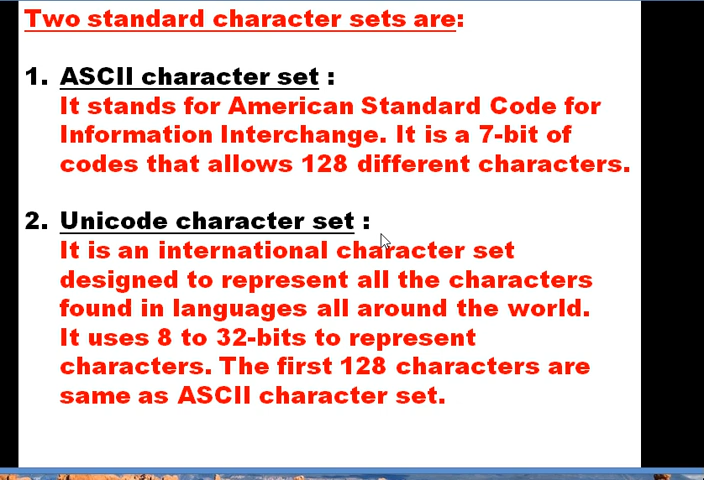 Two standard character sets are:
1. ASCII character set :
It stands for American Standard Code for
Information Interchange. It is a 7-bit of
codes that allows 128 different characters.
2. Unicode character set :
It is an international character set
designed to represent all the characters
found in languages all around the world.
It uses 8 to 32-bits to represent
characters. The first 128 characters are
same as ASCII character set.